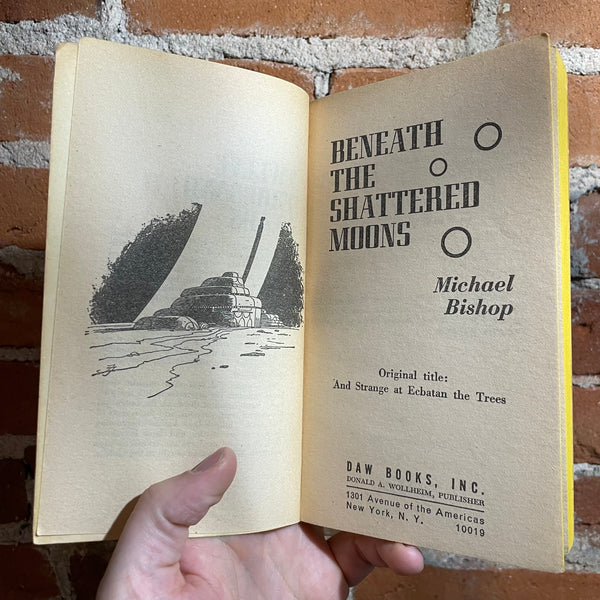 BENEATH
THE
SHATTERED
MOONS
Michael
Bishop
Original title:
And Strange at Ecbatan the Trees
DAW BOOKS, INC.
DONALD A. WOLLHEIM, PUBLISHER
1301 Avenue of the Americas
New York, N. Y. 10019